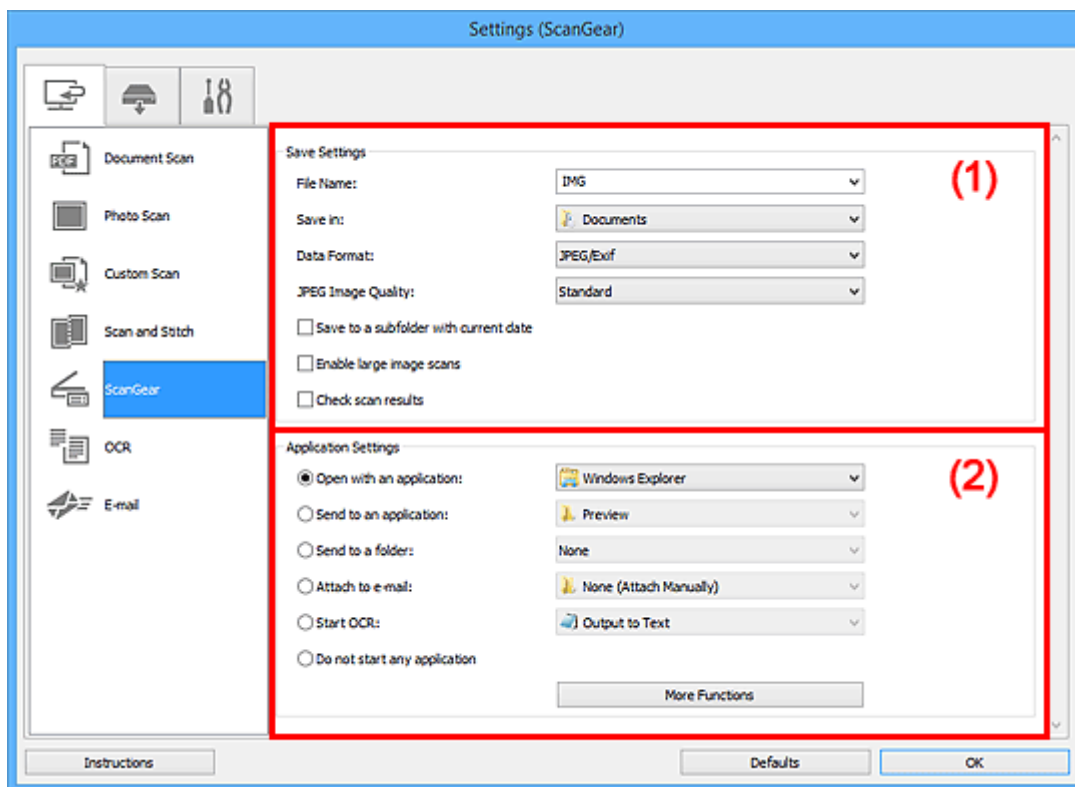 Settings (ScanGear)
PDF
Document Scan
Photo Scan
Custom Scan
Scan and Stitch
ScanGear
OCR
E-mail
Save Settings
(1)
File Name: IMG
Save in: Documents
Data Format: JPEG/Exif
JPEG Image Quality: Standard
Save to a subfolder with current date
Enable large image scans
Check scan results
Application Settings
(2)
Open with an application: Windows Explorer
Send to an application: Preview
Send to a folder: None
Attach to e-mail: None (Attach Manually)
Start OCR: Output to Text
Do not start any application
More Functions
Instructions Defaults OK